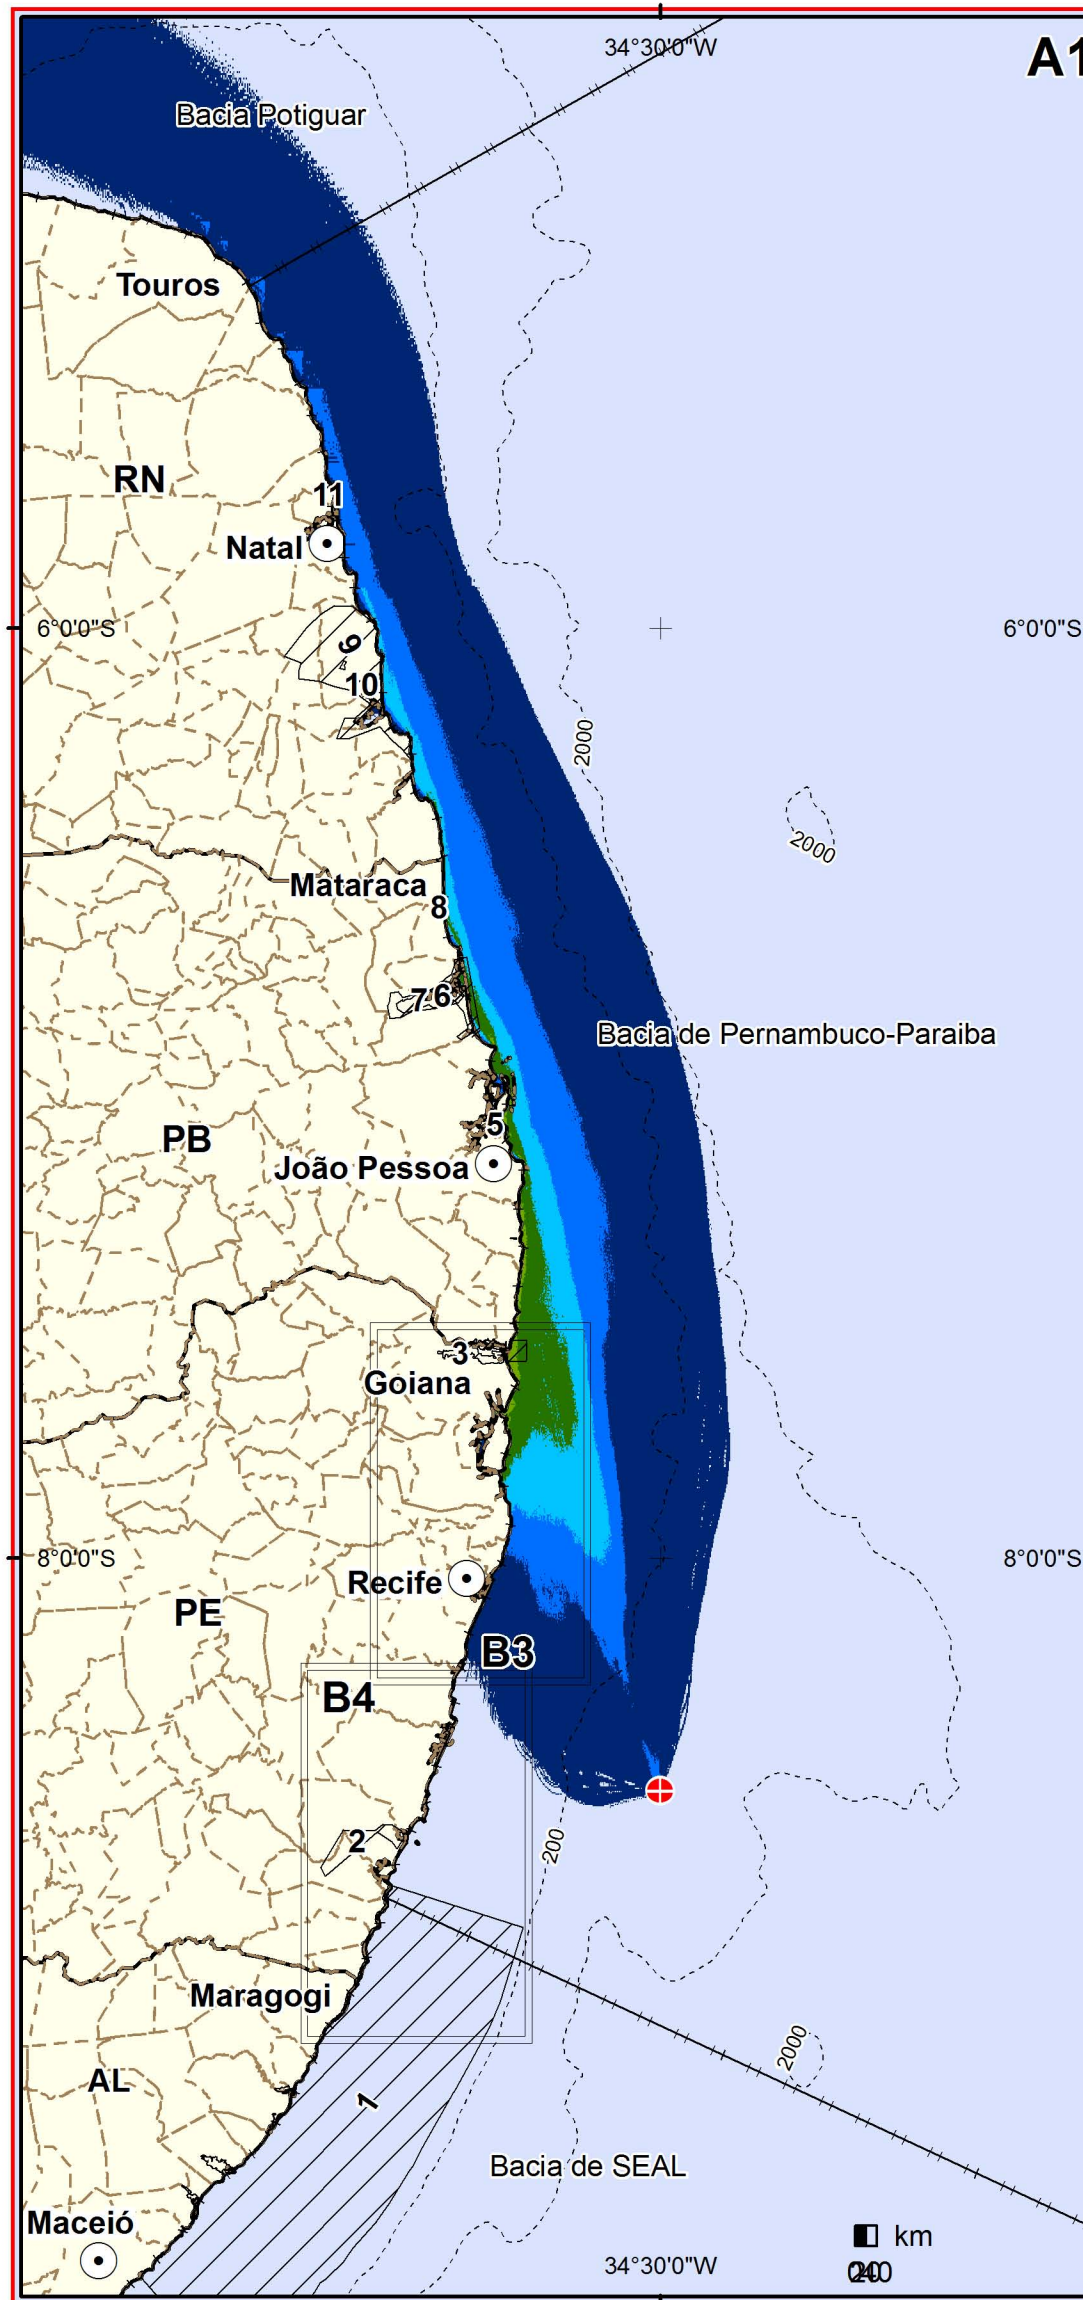 34°30'0"W
A1
Bacia Potiguar
Touros
RN
11
Natal
6°0'0"S
6°0'0"S
9
10
2000
2000
Mataraca
8
7
6
Bacia de Pernambuco-Paraiba
5
PB
João Pessoa
3
Goiana
8°0'0"S
8°0'0"S
Recife
PE
B3
B4
2
200
Maragogi
2000
AL
1
Bacia de SEAL
Maceió
km
34°30'0"W